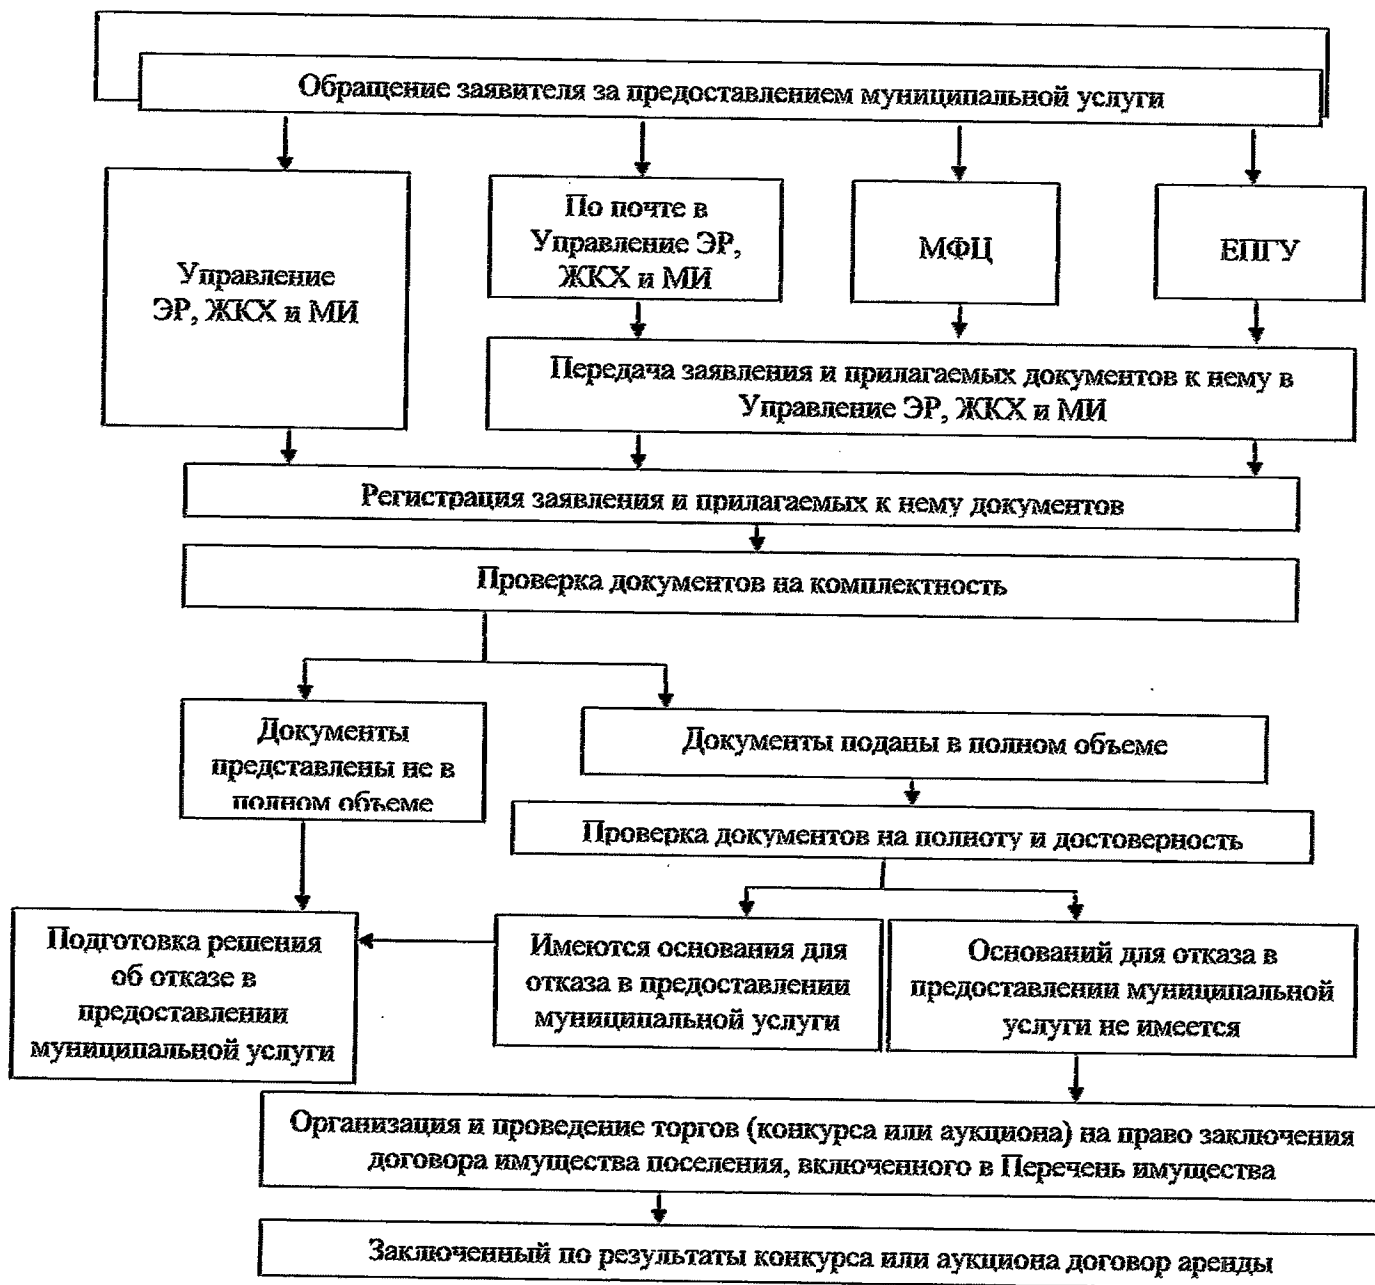 Обращение заявителя за предоставлением муниципальной услуги
Управление
ЭР, ЖКХ и МИ
По почте в
Управление ЭР,
ЖКХ и МИ
МФЦ
ЕПГУ
Передача заявления и прилагаемых документов к нему в
Управление ЭР, ЖКХ и МИ
Регистрация заявления и прилагаемых к нему документов
Проверка документов на комплектность
Документы
представлены не в
полном объеме
Документы поданы в полном объеме
Проверка документов на полноту и достоверность
Подготовка решения
об отказе в
предоставлении
муниципальной услуги
Имеются основания для
отказа в предоставлении
муниципальной услуги
Оснований для отказа в
предоставлении муниципальной
услуги не имеется
Организация и проведение торгов (конкурса или аукциона) на право заключения
договора имущества поселения, включенного в Перечень имущества
Заключенный по результаты конкурса или аукциона договор аренды